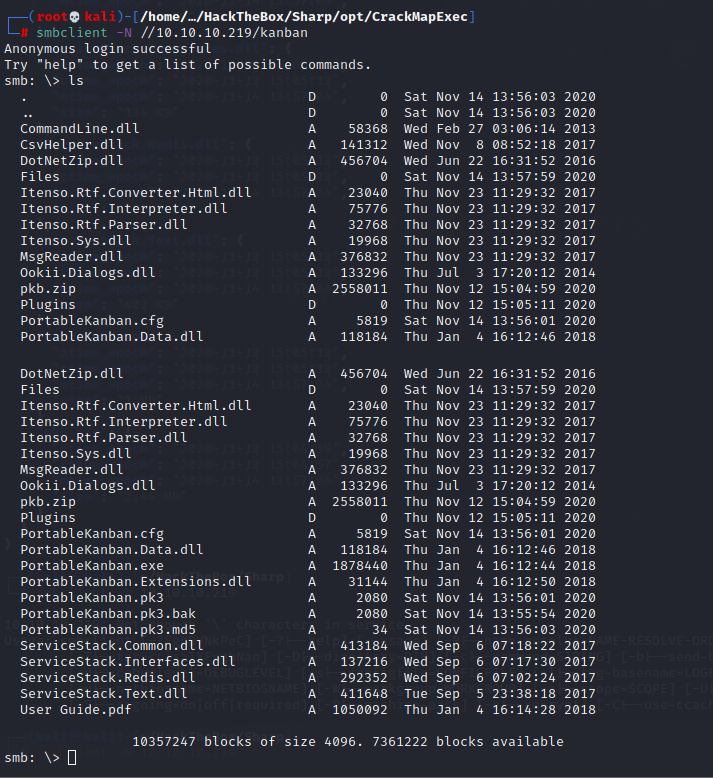 ┌──(root💀kali)-[/home/…/HackTheBox/Sharp/opt/CrackMapExec]
└─# smbclient -N //10.10.10.219/kanban
Anonymous login successful
Try "help" to get a list of possible commands.
smb: \> ls
  .                                   D        0  Sat Nov 14 13:56:03 2020
  ..                                  D        0  Sat Nov 14 13:56:03 2020
  CommandLine.dll                     A    58368  Wed Feb 27 03:06:14 2013
  CsvHelper.dll                       A   141312  Wed Nov  8 08:52:18 2017
  DotNetZip.dll                       A   456704  Wed Jun 22 16:31:52 2016
  Files                               D        0  Sat Nov 14 13:57:59 2020
  Itenso.Rtf.Converter.Html.dll       A    23040  Thu Nov 23 11:29:32 2017
  Itenso.Rtf.Interpreter.dll          A    75776  Thu Nov 23 11:29:32 2017
  Itenso.Rtf.Parser.dll               A    32768  Thu Nov 23 11:29:32 2017
  Itenso.Sys.dll                      A    19968  Thu Nov 23 11:29:32 2017
  MsgReader.dll                       A   376832  Thu Nov 23 11:29:32 2017
  Ookii.Dialogs.dll                   A   133296  Thu Jul  3 17:20:12 2014
  pkb.zip                             A  2558011  Thu Nov 12 15:04:59 2020
  Plugins                             D        0  Thu Nov 12 15:05:11 2020
  PortableKanban.cfg                  A     5819  Sat Nov 14 13:56:01 2020
  PortableKanban.Data.dll             A   118184  Thu Jan  4 16:12:46 2018
  DotNetZip.dll                       A   456704  Wed Jun 22 16:31:52 2016
  Files                               D        0  Sat Nov 14 13:57:59 2020
  Itenso.Rtf.Converter.Html.dll       A    23040  Thu Nov 23 11:29:32 2017
  Itenso.Rtf.Interpreter.dll          A    75776  Thu Nov 23 11:29:32 2017
  Itenso.Rtf.Parser.dll               A    32768  Thu Nov 23 11:29:32 2017
  Itenso.Sys.dll                      A    19968  Thu Nov 23 11:29:32 2017
  MsgReader.dll                       A   376832  Thu Nov 23 11:29:32 2017
  Ookii.Dialogs.dll                   A   133296  Thu Jul  3 17:20:12 2014
  pkb.zip                             A  2558011  Thu Nov 12 15:04:59 2020
  Plugins                             D        0  Thu Nov 12 15:05:11 2020
  PortableKanban.cfg                  A     5819  Sat Nov 14 13:56:01 2020
  PortableKanban.Data.dll             A   118184  Thu Jan  4 16:12:46 2018
  PortableKanban.exe                  A  1878440  Thu Jan  4 16:12:44 2018
  PortableKanban.Extensions.dll       A    31144  Thu Jan  4 16:12:50 2018
  PortableKanban.pk3                  A     2080  Sat Nov 14 13:56:01 2020
  PortableKanban.pk3.bak              A     2080  Sat Nov 14 13:55:54 2020
  PortableKanban.pk3.md5              A       34  Sat Nov 14 13:56:03 2020
  ServiceStack.Common.dll             A   413184  Wed Sep  6 07:18:22 2017
  ServiceStack.Interfaces.dll         A   137216  Wed Sep  6 07:17:30 2017
  ServiceStack.Redis.dll              A   292352  Wed Sep  6 07:02:24 2017
  ServiceStack.Text.dll               A   411648  Tue Sep  5 23:38:18 2017
  User Guide.pdf                      A  1050092  Thu Jan  4 16:14:28 2018
                10357247 blocks of size 4096. 7361222 blocks available
smb: \>